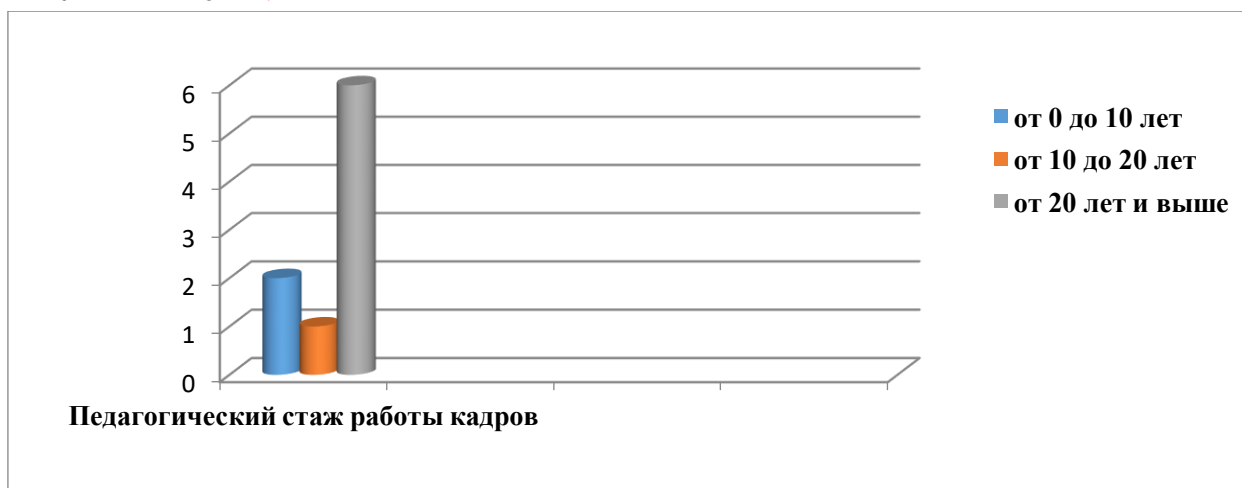 6
5
4
3
2
1
0
Педагогический стаж работы кадров
от 0 до 10 лет
от 10 до 20 лет
от 20 лет и выше